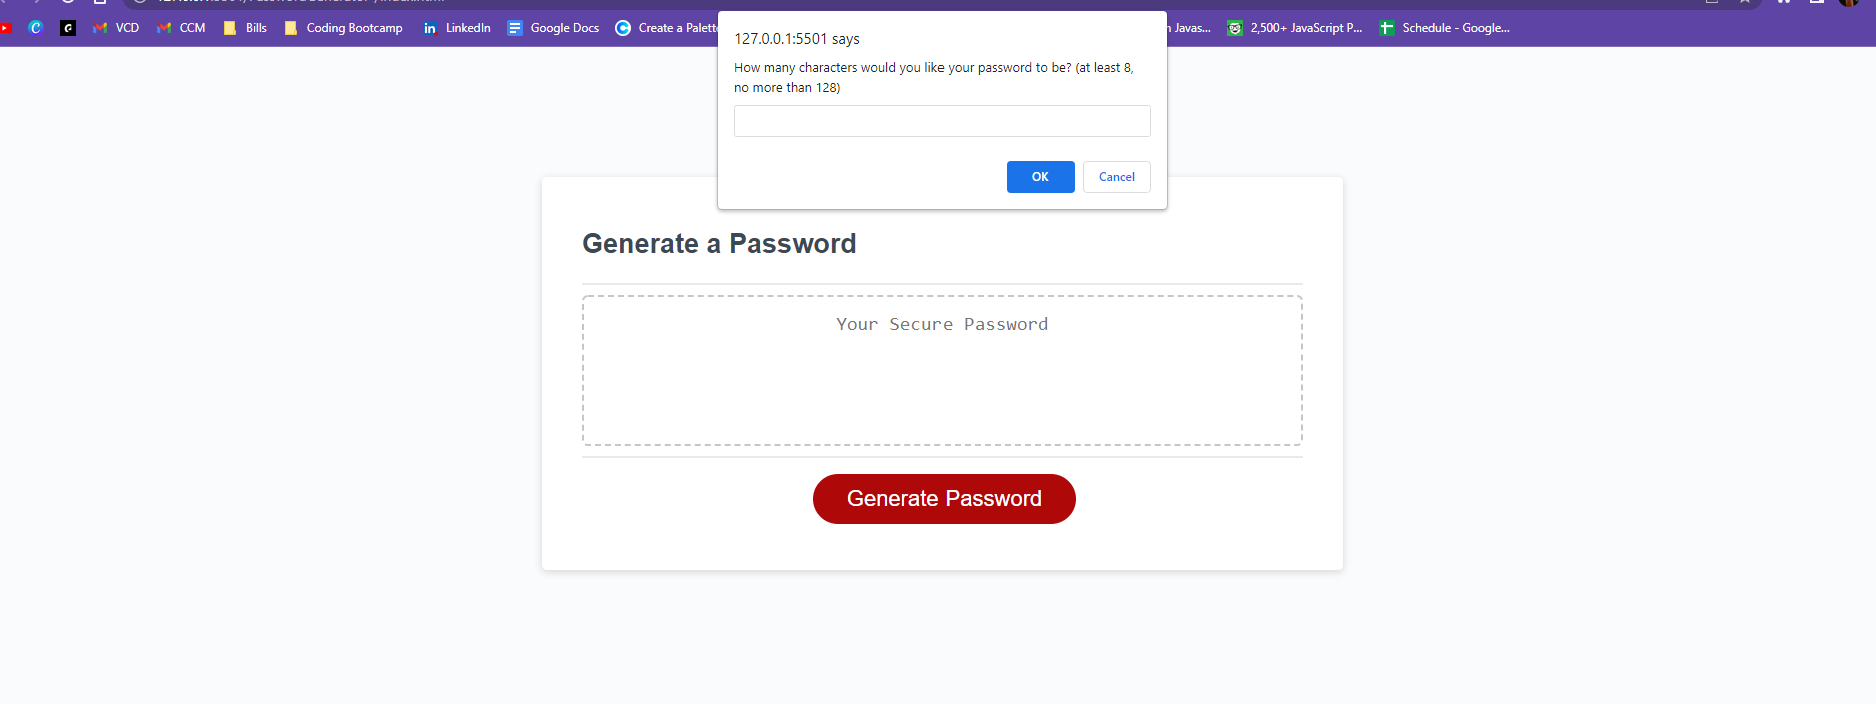 VCD CCM Bills Coding Bootcamp LinkedIn Google Docs Create a Palett Javas... 2,500+ JavaScript P... Schedule - Google...
127.0.0.1:5501 says
How many characters would you like your password to be? (at least 8,
no more than 128)
OK Cancel
Generate a Password
Your Secure Password
Generate Password